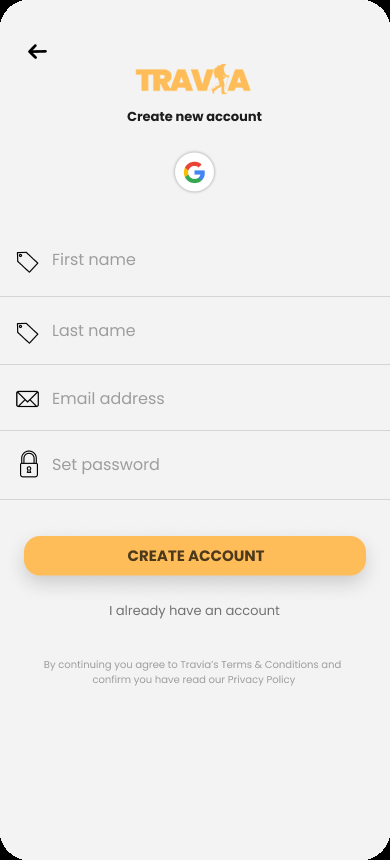 TRAVIA
Create new account
First name
Last name
Email address
Set password
CREATE ACCOUNT
I already have an account
By continuing you agree to Travia's Terms & Conditions and
confirm you have read our Privacy Policy